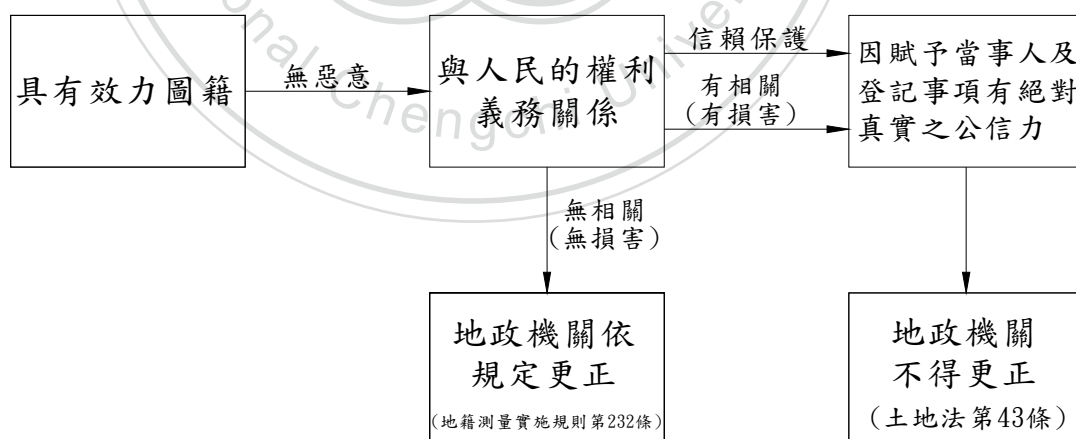 具有效力圖籍
無惡意
與人民的權利
義務關係
信賴保護
有相關
(有損害)
因賦予當事人及
登記事項有絕對
真實之公信力
無相關
(無損害)
地政機關依
規定更正
(地籍測量實施規則第232條)
地政機關
不得更正
(土地法第43條)
onal Chengchi Univer